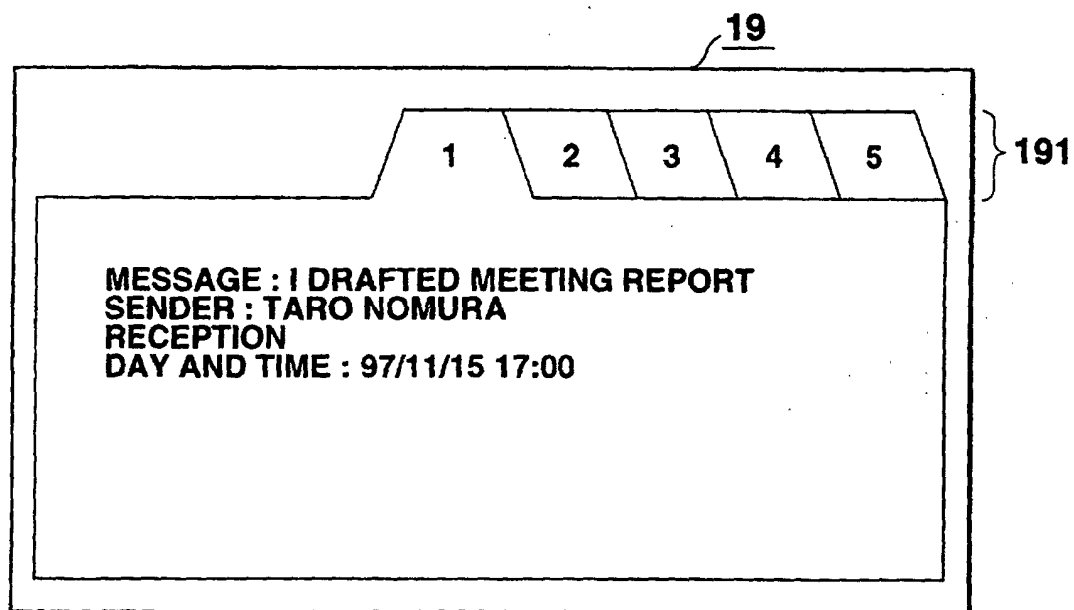 19
1 2 3 4 5
191
MESSAGE : I DRAFTED MEETING REPORT
SENDER : TARO NOMURA
RECEPTION
DAY AND TIME : 97/11/15 17:00